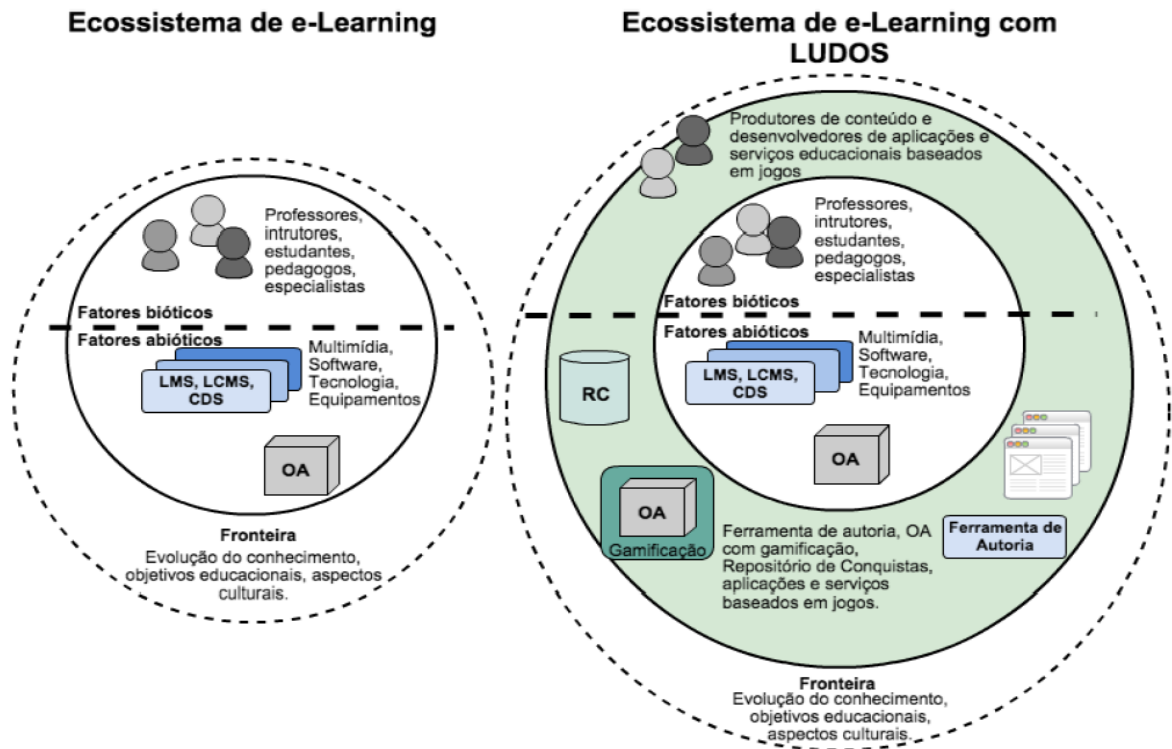 Ecossistema de e-Learning
Professores,
intrutores,
estudantes,
pedagogos,
especialistas
Fatores bióticos
Fatores abióticos
LMS, LCMS,
CDS
Multimídia,
Software,
Tecnologia,
Equipamentos
OA
Fronteira
Evolução do conhecimento,
objetivos educacionais, aspectos
culturais.
Ecossistema de e-Learning com
LUDOS
Produtores de conteúdo e
desenvolvedores de aplicações e
serviços educacionais baseados
em jogos
Professores,
intrutores,
estudantes,
pedagogos,
especialistas
Fatores bióticos
Fatores abióticos
LMS, LCMS,
CDS
Multimídia,
Software,
Tecnologia,
Equipamentos
RC
OA
OA
Gamificação
Ferramenta de autoria, OA
com gamificação,
Repositório de Conquistas,
aplicações e serviços
baseados em jogos.
Ferramenta de
Autoria
Fronteira
Evolução do conhecimento,
objetivos educacionais,
aspectos culturais.